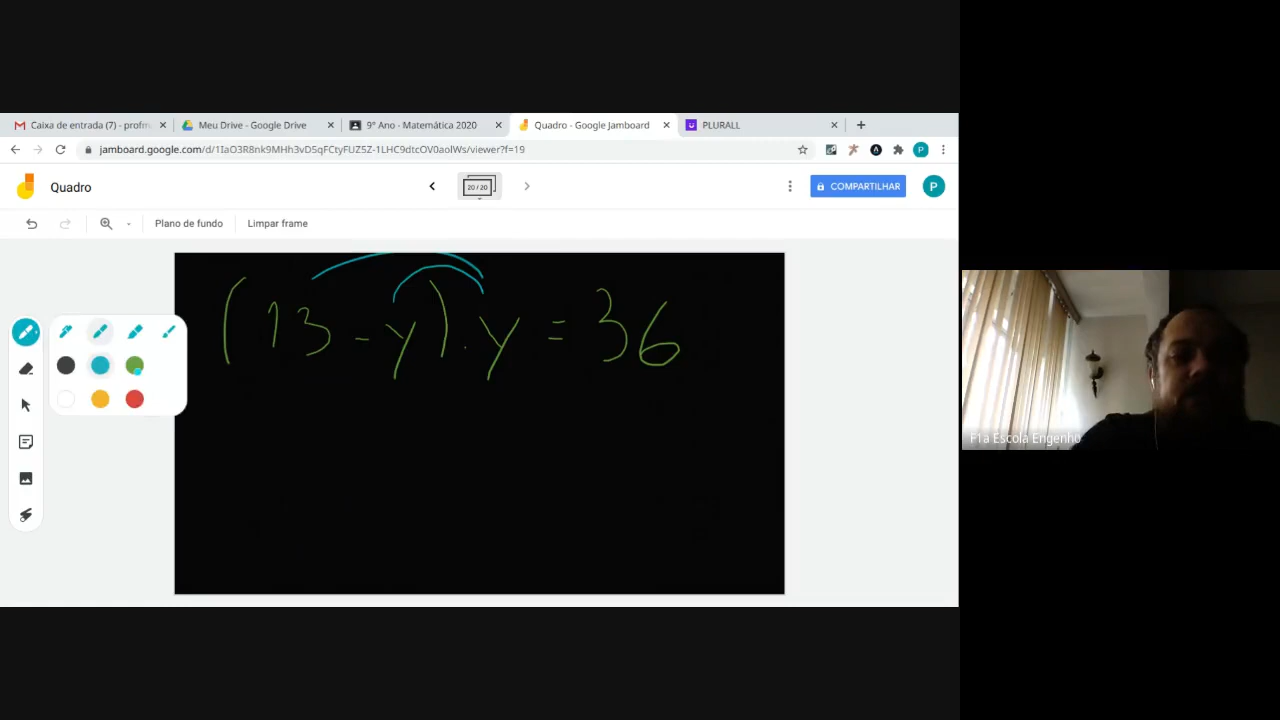 Caixa de entrada (7) - profm
Meu Drive - Google Drive
9º Ano - Matemática 2020
Quadro - Google Jamboard
PLURALL
jamboard.google.com/d/1IaO3R8nk9MHh3vD5qFCtyFUZ5Z-1LHC9dtcOV0aolWs/viewer?f=19
P
Quadro
20 / 20
COMPARTILHAR
P
Plano de fundo
Limpar frame
(13 - y) . y = 36
F1a Escola Engenho